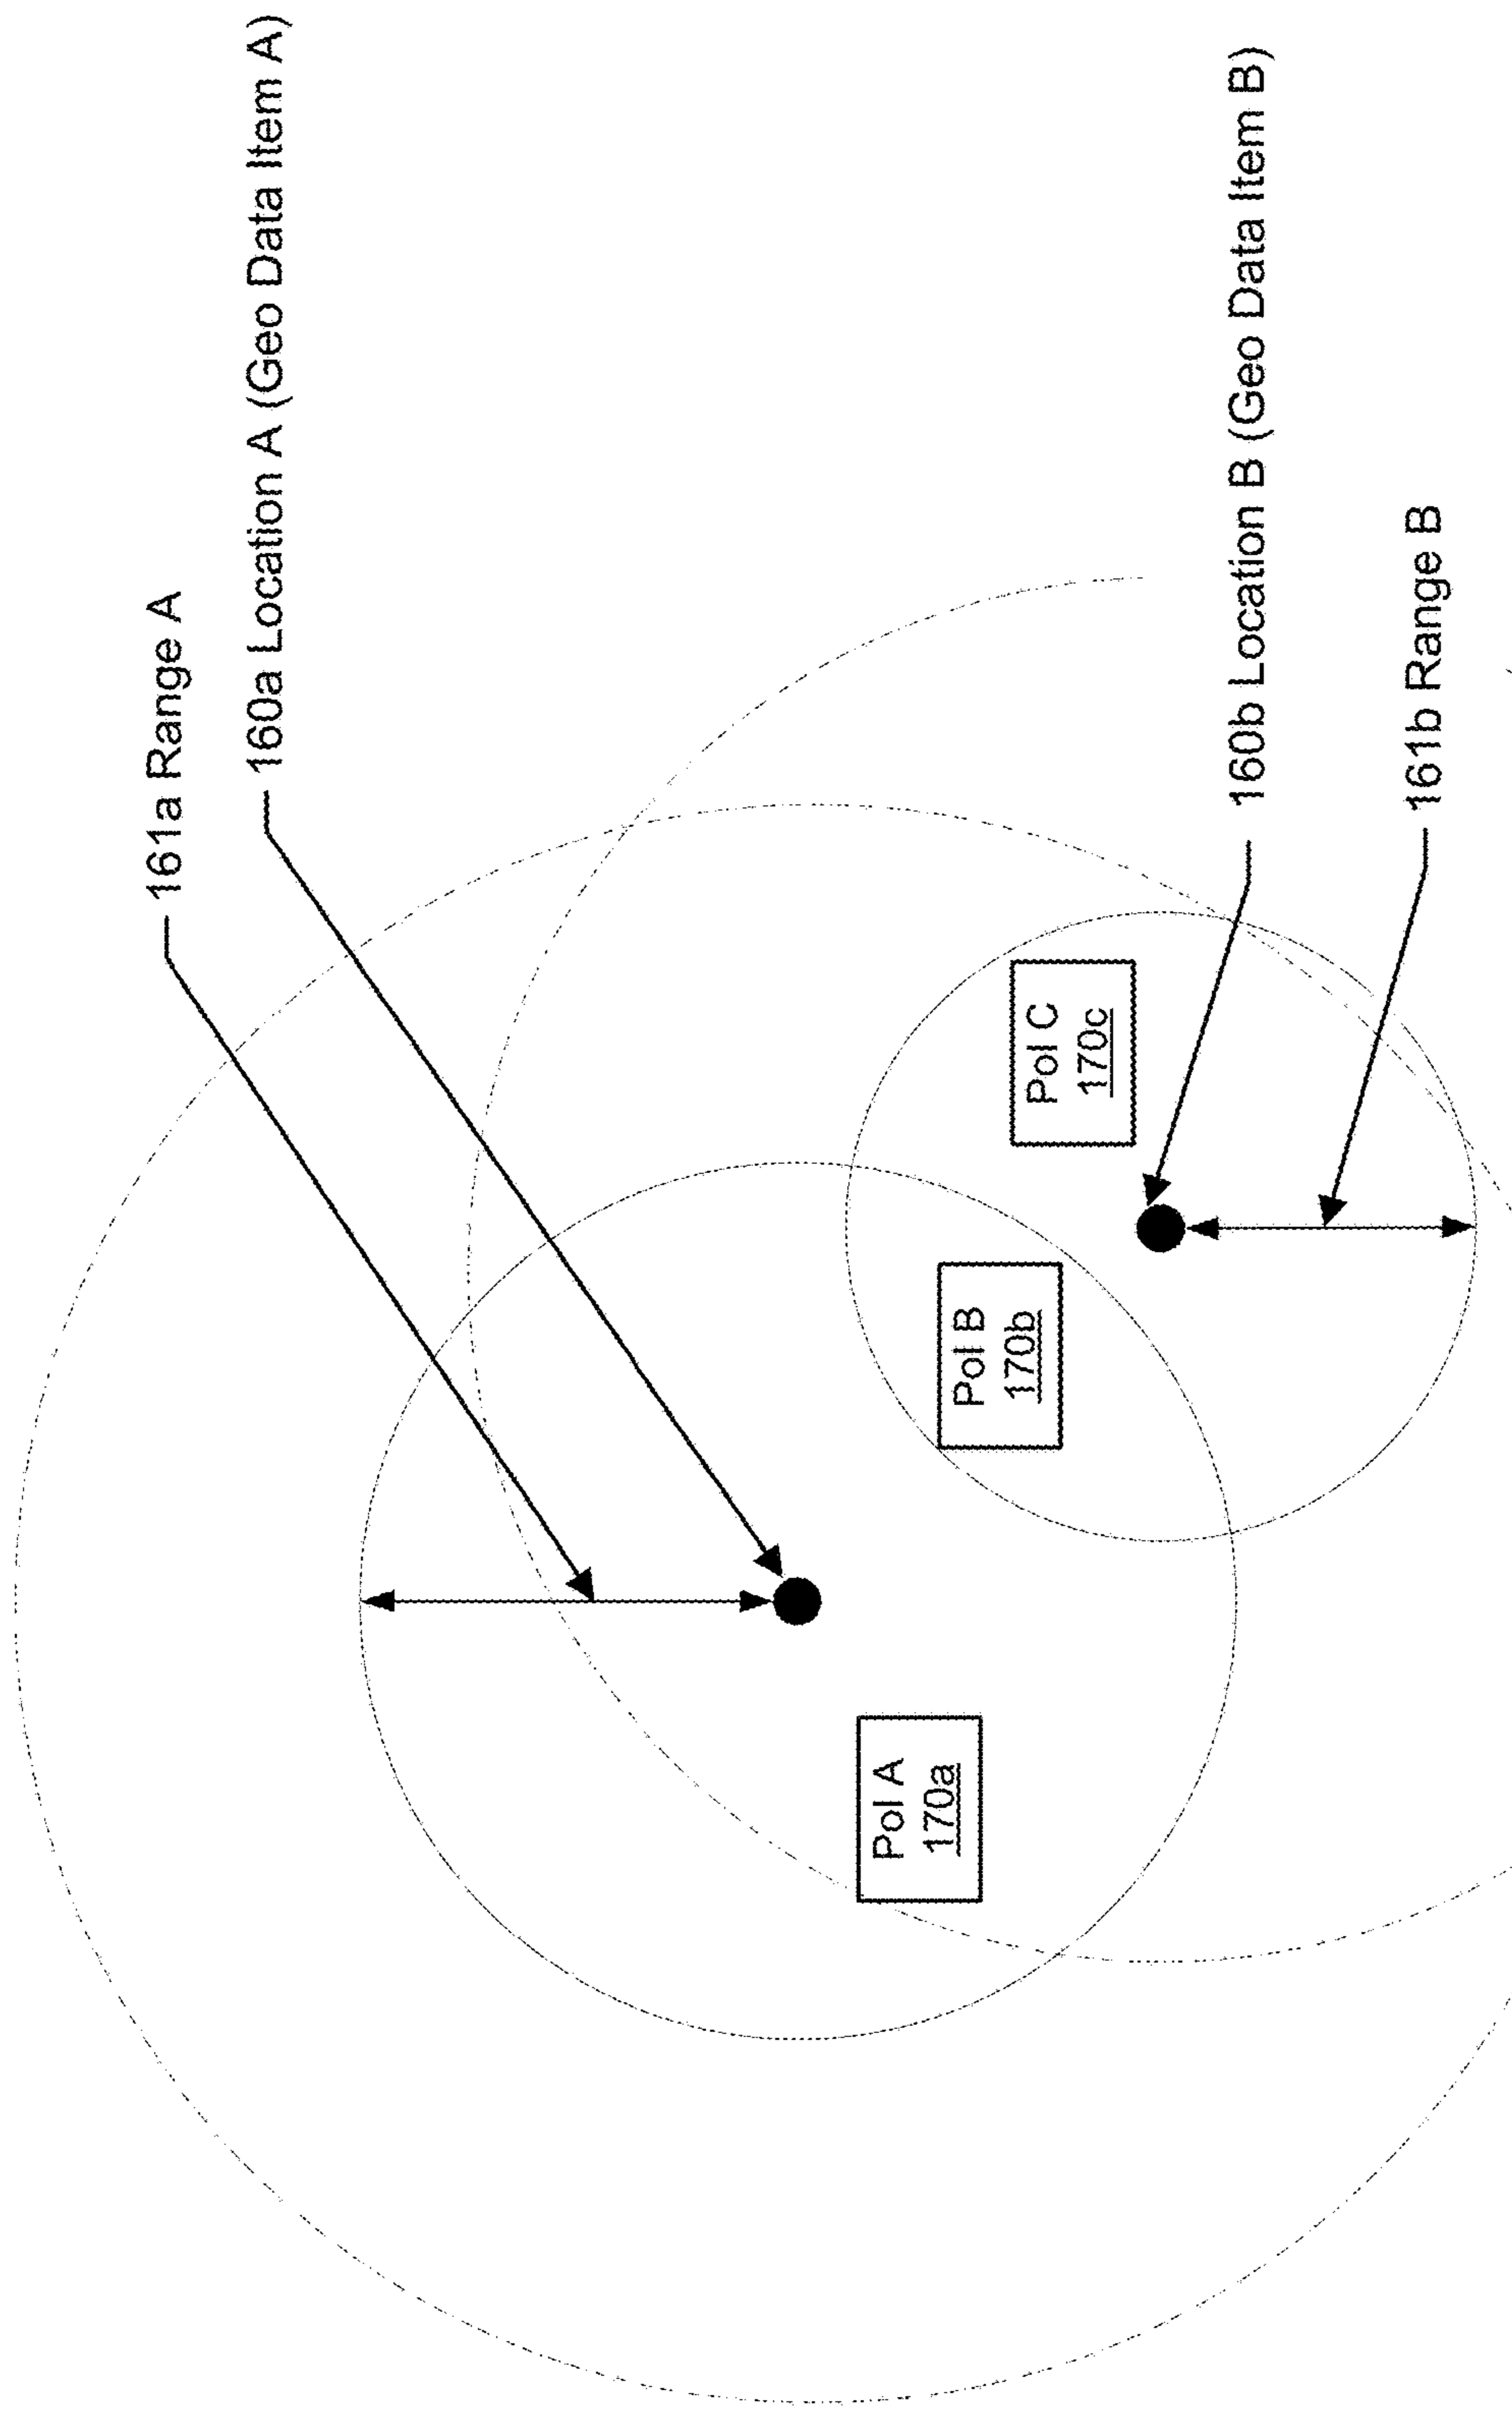 161a Range A
160a Location A (Geo Data Item A)
PoI A
170a
PoI B
170b
PoI C
170c
160b Location B (Geo Data Item B)
161b Range B